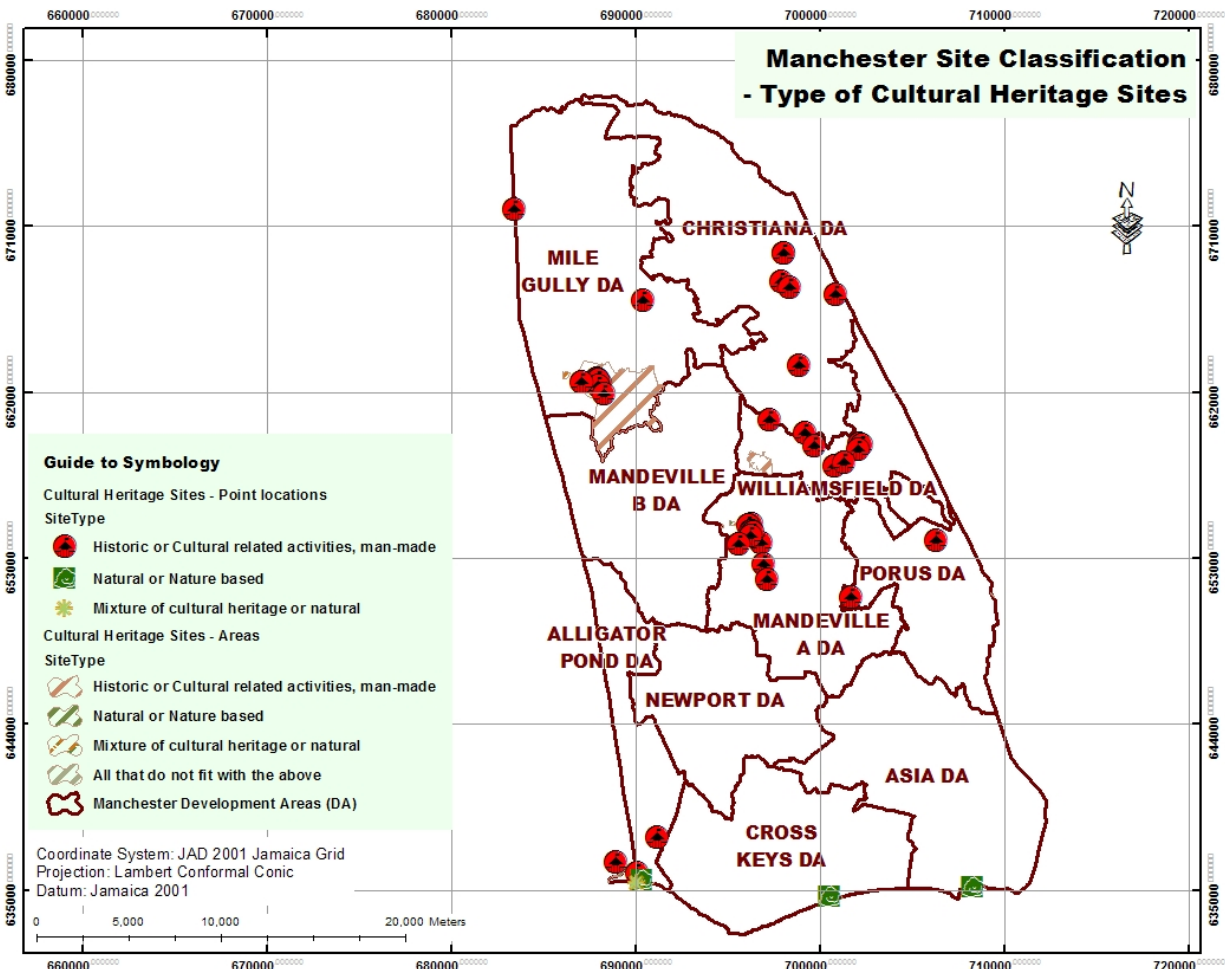 660000 670000 680000 690000 700000 710000 720000
Manchester Site Classification
- Type of Cultural Heritage Sites
680000 680000
N
671000 671000
CHRISTIANA DA
MILE
GULLY DA
662000 662000
MANDEVILLE
B DA
WILLIAMSFIELD DA
653000 653000
PORUS DA
MANDEVILLE
A DA
ALLIGATOR
POND DA
NEWPORT DA
644000 644000
ASIA DA
CROSS
KEYS DA
635000 635000
Guide to Symbology
Cultural Heritage Sites - Point locations
SiteType
Historic or Cultural related activities, man-made
Natural or Nature based
Mixture of cultural heritage or natural
Cultural Heritage Sites - Areas
SiteType
Historic or Cultural related activities, man-made
Natural or Nature based
Mixture of cultural heritage or natural
All that do not fit with the above
Manchester Development Areas (DA)
Coordinate System: JAD 2001 Jamaica Grid
Projection: Lambert Conformal Conic
Datum: Jamaica 2001
0 5,000 10,000 20,000 Meters
660000 670000 680000 690000 700000 710000 720000